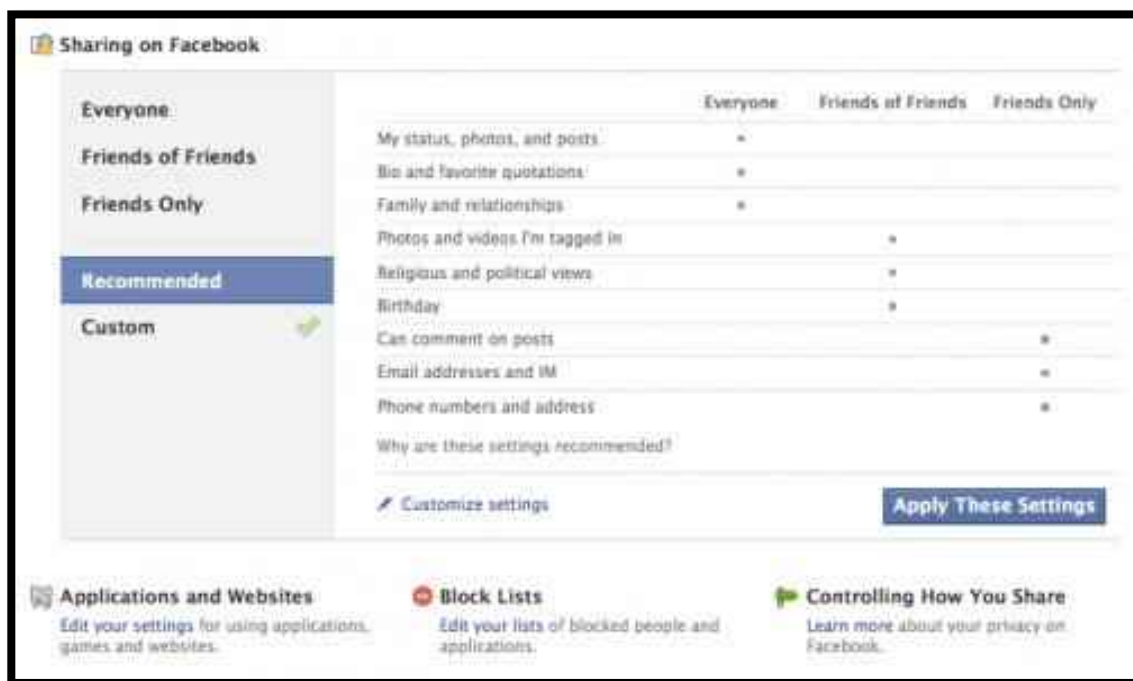 Sharing on Facebook
Everyone
Friends of Friends
Friends Only
Recommended
Custom
Everyone Friends of Friends Friends Only
My status, photos, and posts
Bio and favorite quotations
Family and relationships
Photos and videos I'm tagged in
Religious and political views
Birthday
Can comment on posts
Email addresses and IM
Phone numbers and address
Why are these settings recommended?
Customize settings
Apply These Settings
Applications and Websites
Edit your settings for using applications,
games and websites.
Block Lists
Edit your lists of blocked people and
applications.
Controlling How You Share
Learn more about your privacy on
Facebook.